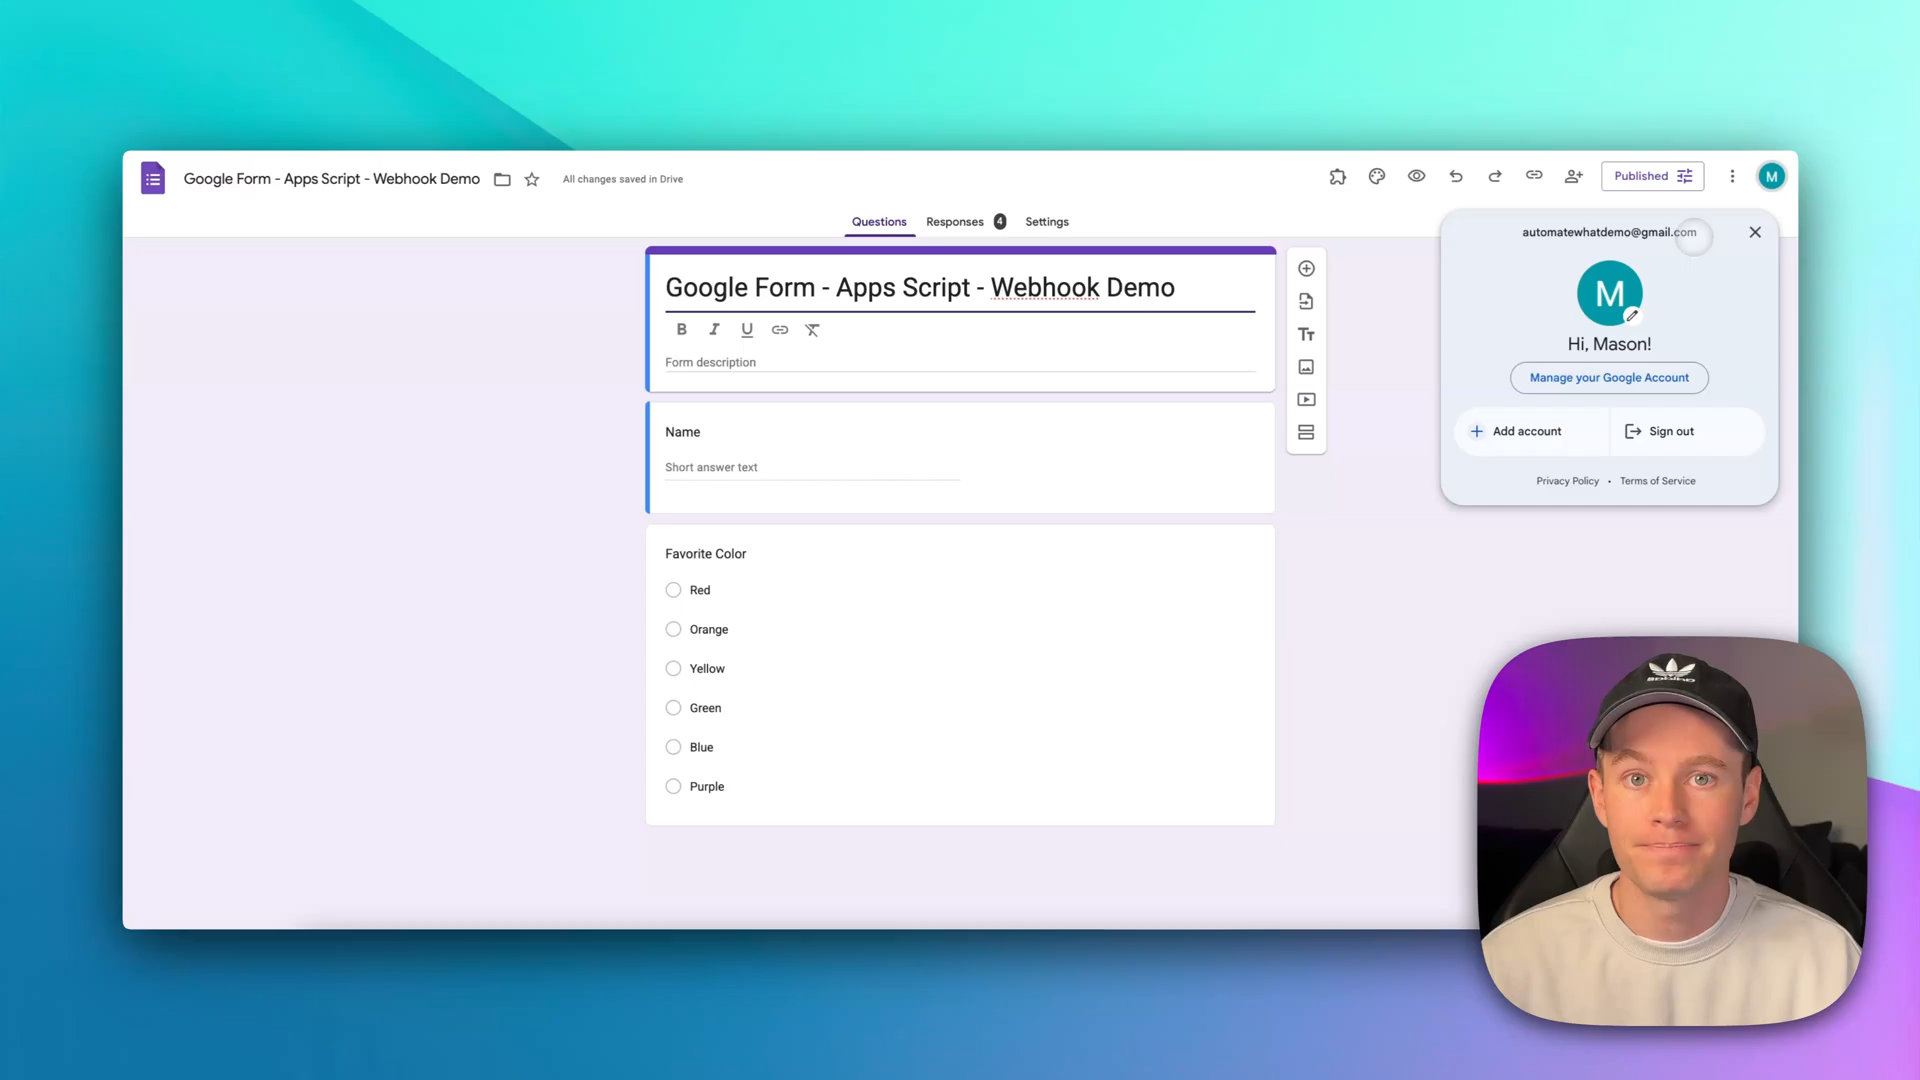 Google Form - Apps Script - Webhook Demo
All changes saved in Drive
Published
M
Questions
Responses 4
Settings
automatewhatdemo@gmail.com
M
Hi, Mason!
Manage your Google Account
Add account
Sign out
Privacy Policy • Terms of Service
Google Form - Apps Script - Webhook Demo
B I U
Form description
Tт
Name
Short answer text
Favorite Color
Red
Orange
Yellow
Green
Blue
Purple